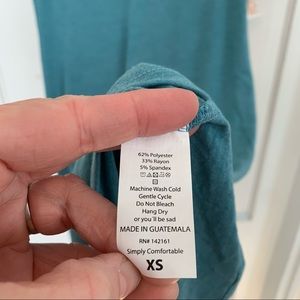 62% Polyester
33% Rayon
5% Spandex
Machine Wash Cold
Gentle Cycle
Do Not Bleach
Hang Dry
or you'll be sad
MADE IN GUATEMALA
RN# 142161
Simply Comfortable
XS